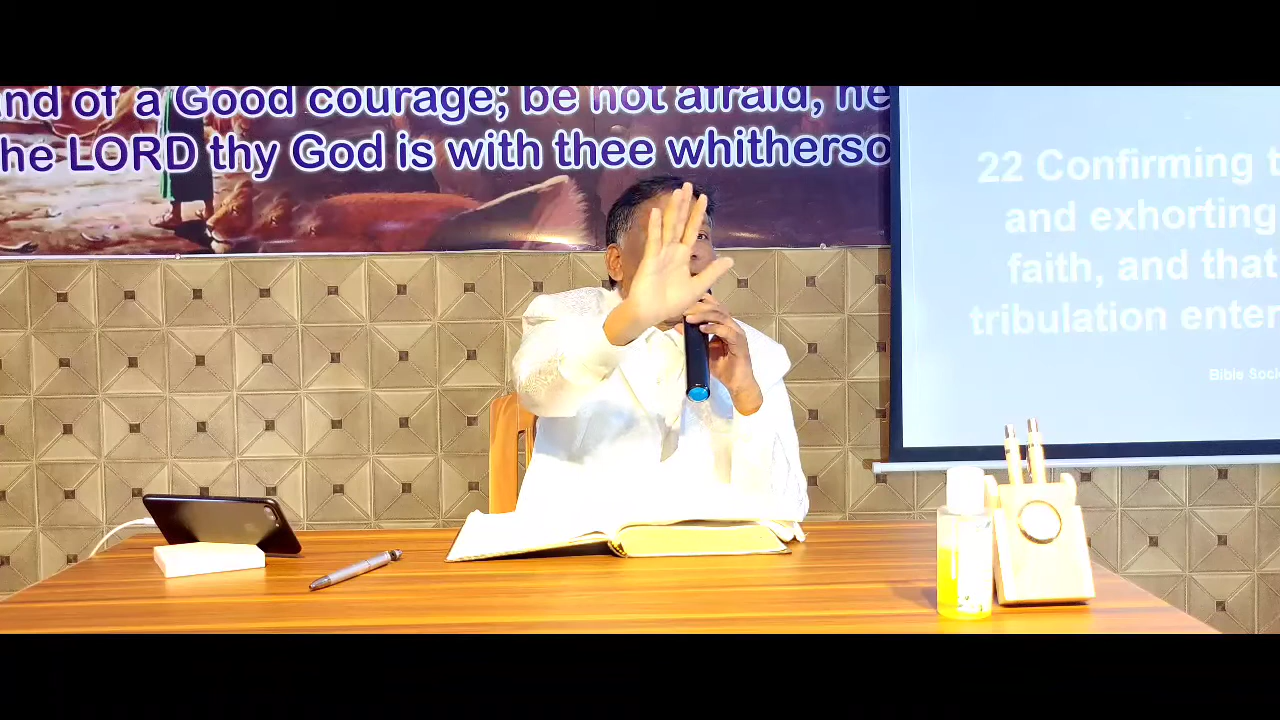 and of a Good courage; be not afraid, ne
he LORD thy God is with thee whitherso
22 Confirming t
and exhorting
faith, and that
tribulation enter
Bible Soci